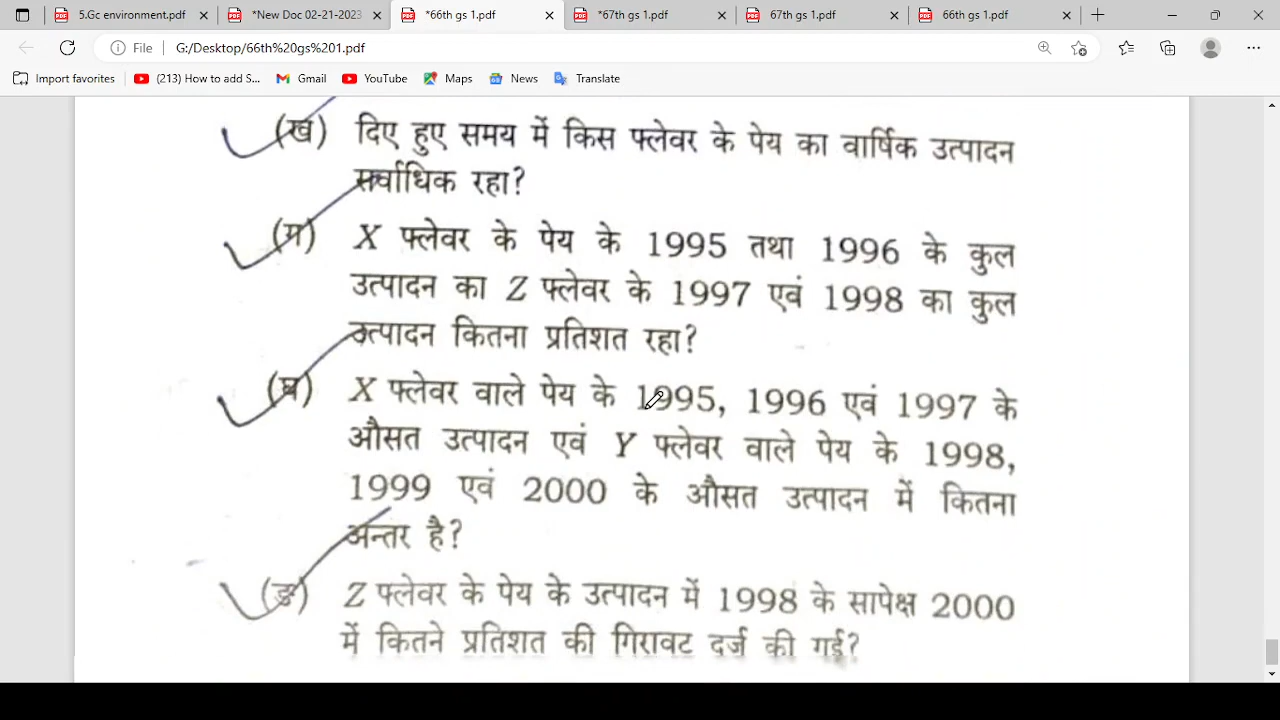 5.Gc environment.pdf
*New Doc 02-21-2023
*66th gs 1.pdf
*67th gs 1.pdf
67th gs 1.pdf
66th gs 1.pdf
File
G:/Desktop/66th%20gs%201.pdf
Import favorites
(213) How to add S...
Gmail
YouTube
Maps
News
Translate
(ख) दिए हुए समय में किस फ्लेवर के पेय का वार्षिक उत्पादन
सर्वाधिक रहा?
(ग) X फ्लेवर के पेय के 1995 तथा 1996 के कुल
उत्पादन का Z फ्लेवर के 1997 एवं 1998 का कुल
उत्पादन कितना प्रतिशत रहा?
(घ) X फ्लेवर वाले पेय के 1995, 1996 एवं 1997 के
औसत उत्पादन एवं Y फ्लेवर वाले पेय के 1998,
1999 एवं 2000 के औसत उत्पादन में कितना
अन्तर है?
(ङ) Z फ्लेवर के पेय के उत्पादन में 1998 के सापेक्ष 2000
में कितने प्रतिशत की गिरावट दर्ज की गई?